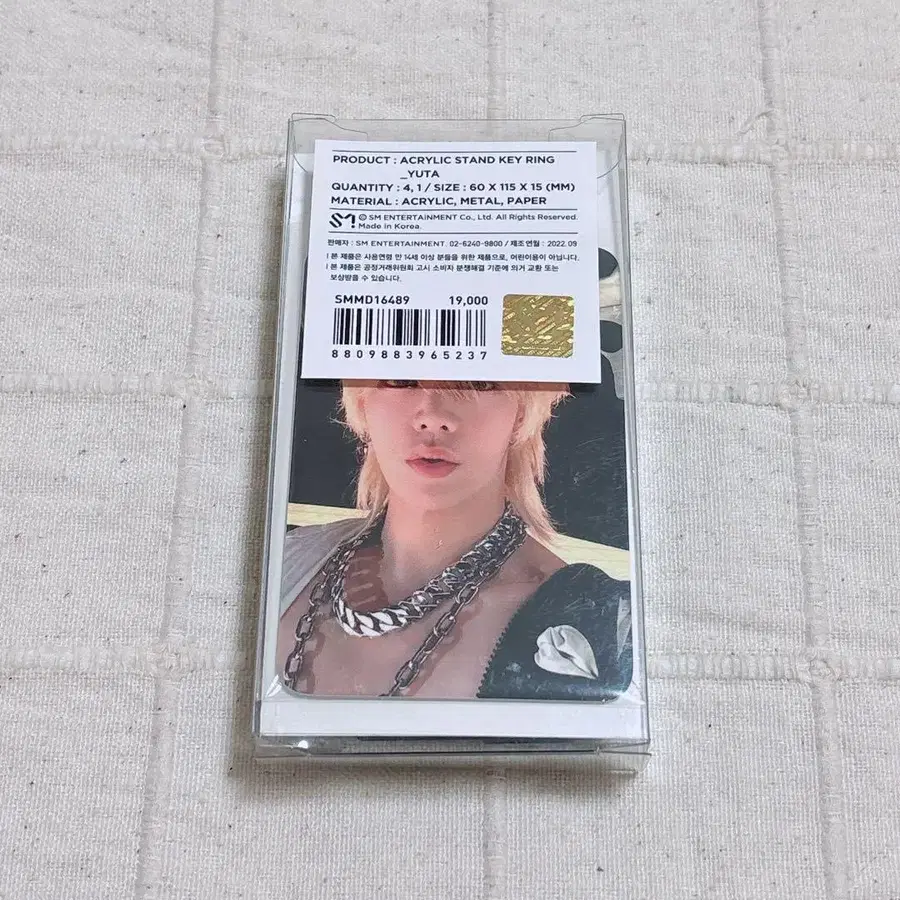 PRODUCT : ACRYLIC STAND KEY RING
_YUTA
QUANTITY : 4, 1 / SIZE : 60 X 115 X 15 (MM)
MATERIAL : ACRYLIC, METAL, PAPER
SM
© SM ENTERTAINMENT Co., Ltd. All Rights Reserved.
Made in Korea.
판매자 : SM ENTERTAINMENT. 02-6240-9800 / 제조연월 : 2022.09
본 제품은 사용연령 만 14세 이상 분들을 위한 제품으로, 어린이용이 아닙니다.
본 제품은 공정거래위원회 고시 소비자 분쟁해결 기준에 의거 교환 또는
보상받을 수 있습니다.
SMMD16489 19,000
8809883965237